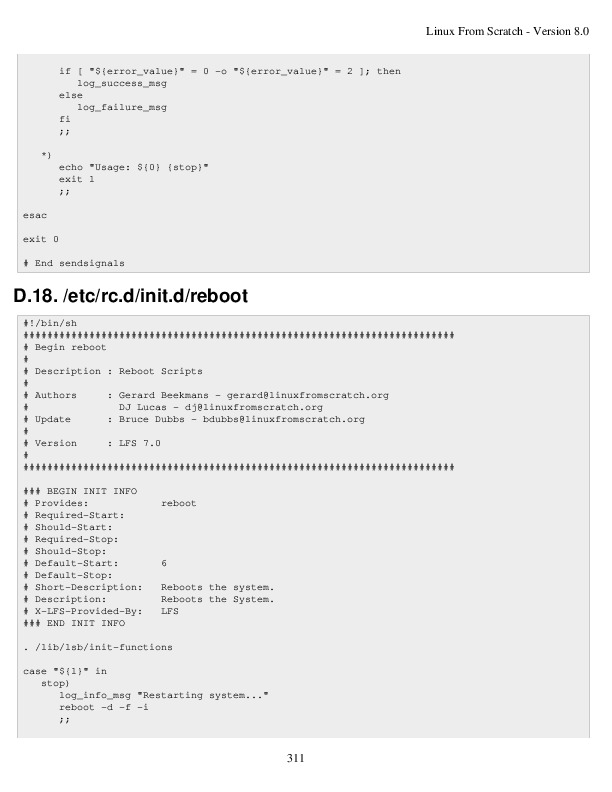 Linux From Scratch - Version 8.0
      if [ "${error_value}" = 0 -o "${error_value}" = 2 ]; then
         log_success_msg
      else
         log_failure_msg
      fi
      ;;
   *)
      echo "Usage: ${0} {stop}"
      exit 1
      ;;
esac
exit 0
# End sendsignals
D.18. /etc/rc.d/init.d/reboot
#!/bin/sh
########################################################################
# Begin reboot
#
# Description : Reboot Scripts
#
# Authors     : Gerard Beekmans - gerard@linuxfromscratch.org
#               DJ Lucas - dj@linuxfromscratch.org
# Update      : Bruce Dubbs - bdubbs@linuxfromscratch.org
#
# Version     : LFS 7.0
#
########################################################################
### BEGIN INIT INFO
# Provides:            reboot
# Required-Start:
# Should-Start:
# Required-Stop:
# Should-Stop:
# Default-Start:       6
# Default-Stop:
# Short-Description:   Reboots the system.
# Description:         Reboots the System.
# X-LFS-Provided-By:   LFS
### END INIT INFO
. /lib/lsb/init-functions
case "${1}" in
   stop)
      log_info_msg "Restarting system..."
      reboot -d -f -i
      ;;
311